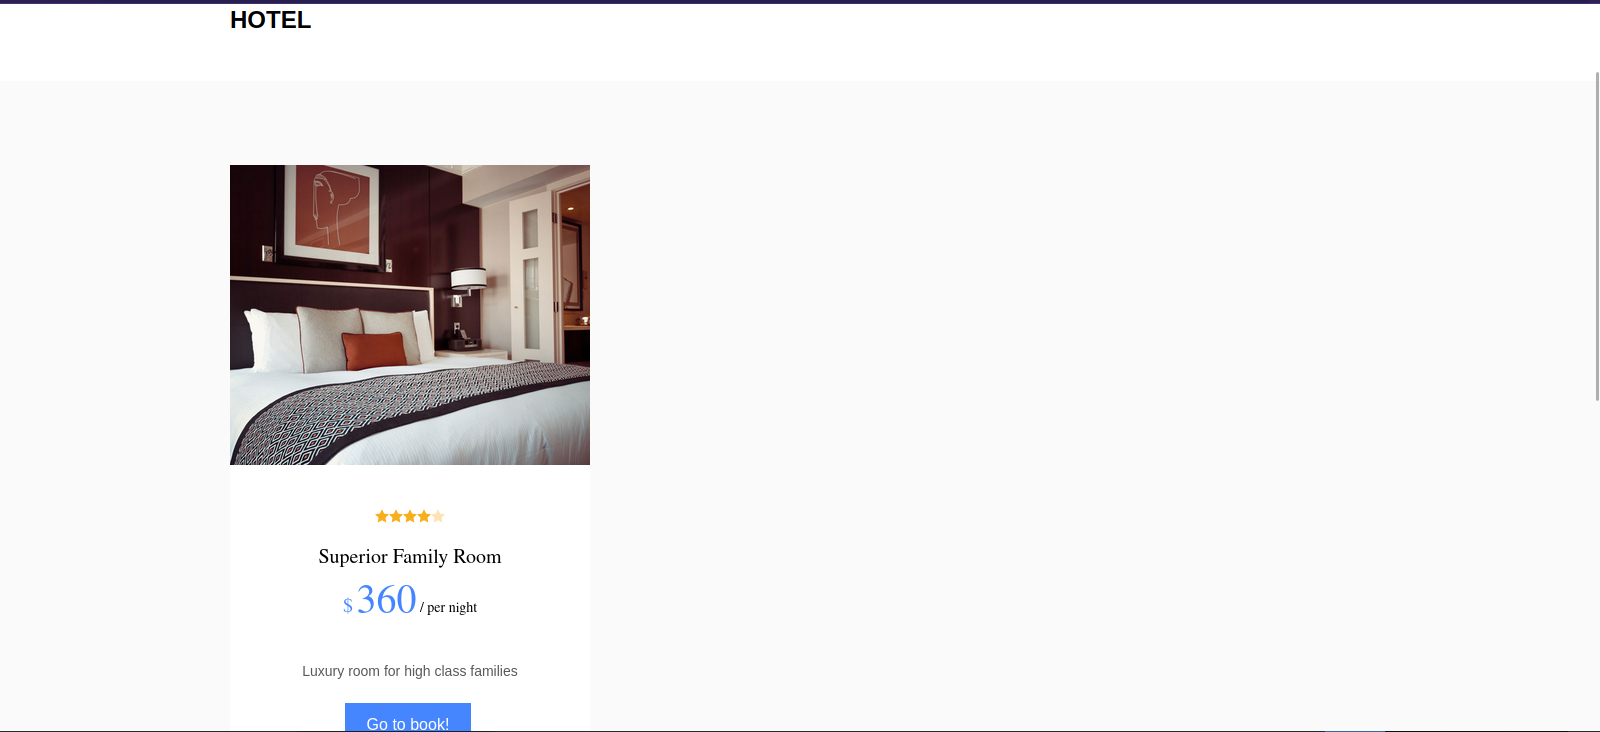 HOTEL
Superior Family Room
$ 360 / per night
Luxury room for high class families
Go to book!